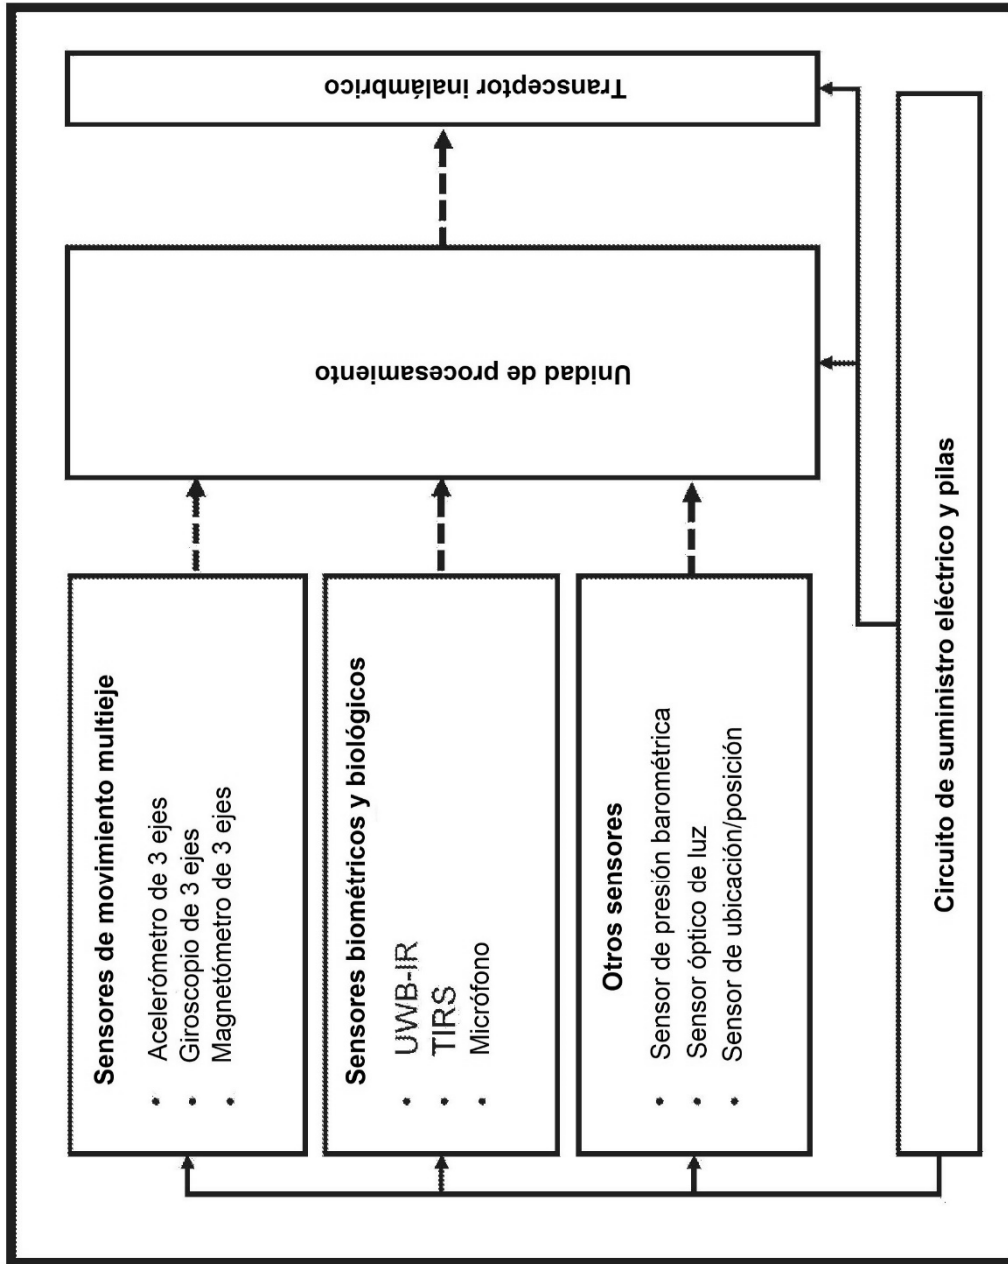 Sensores de movimiento multieje
• Acelerómetro de 3 ejes
• Giroscopio de 3 ejes
• Magnetómetro de 3 ejes
Sensores biométricos y biológicos
• UWB-IR
• TIRS
• Micrófono
Otros sensores
• Sensor de presión barométrica
• Sensor óptico de luz
• Sensor de ubicación/posición
Unidad de procesamiento
Transceptor inalámbrico
Circuito de suministro eléctrico y pilas